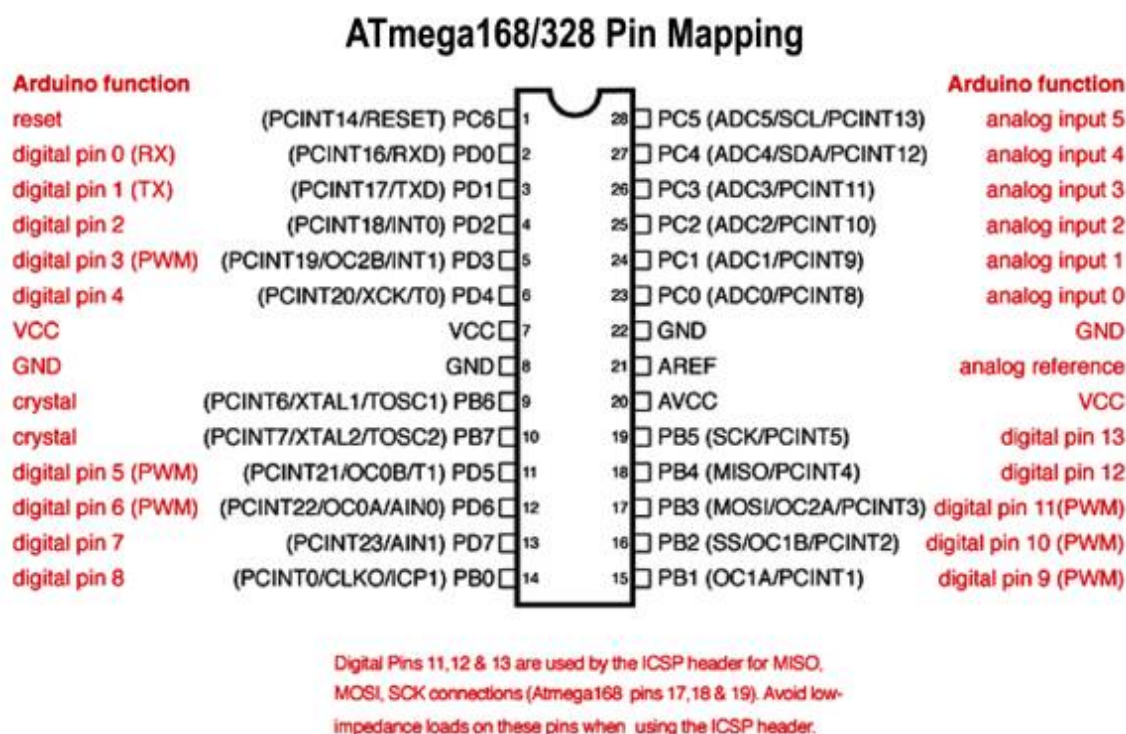 ATmega168/328 Pin Mapping
Arduino function Arduino function
reset (PCINT14/RESET) PC6 1 28 PC5 (ADC5/SCL/PCINT13) analog input 5
digital pin 0 (RX) (PCINT16/RXD) PD0 2 27 PC4 (ADC4/SDA/PCINT12) analog input 4
digital pin 1 (TX) (PCINT17/TXD) PD1 3 26 PC3 (ADC3/PCINT11) analog input 3
digital pin 2 (PCINT18/INT0) PD2 4 25 PC2 (ADC2/PCINT10) analog input 2
digital pin 3 (PWM) (PCINT19/OC2B/INT1) PD3 5 24 PC1 (ADC1/PCINT9) analog input 1
digital pin 4 (PCINT20/XCK/T0) PD4 6 23 PC0 (ADC0/PCINT8) analog input 0
VCC VCC 7 22 GND GND
GND GND 8 21 AREF analog reference
crystal (PCINT6/XTAL1/TOSC1) PB6 9 20 AVCC VCC
crystal (PCINT7/XTAL2/TOSC2) PB7 10 19 PB5 (SCK/PCINT5) digital pin 13
digital pin 5 (PWM) (PCINT21/OC0B/T1) PD5 11 18 PB4 (MISO/PCINT4) digital pin 12
digital pin 6 (PWM) (PCINT22/OC0A/AIN0) PD6 12 17 PB3 (MOSI/OC2A/PCINT3) digital pin 11(PWM)
digital pin 7 (PCINT23/AIN1) PD7 13 16 PB2 (SS/OC1B/PCINT2) digital pin 10 (PWM)
digital pin 8 (PCINT0/CLKO/ICP1) PB0 14 15 PB1 (OC1A/PCINT1) digital pin 9 (PWM)
Digital Pins 11,12 & 13 are used by the ICSP header for MISO,
MOSI, SCK connections (Atmega168 pins 17,18 & 19). Avoid low-
impedance loads on these pins when using the ICSP header.